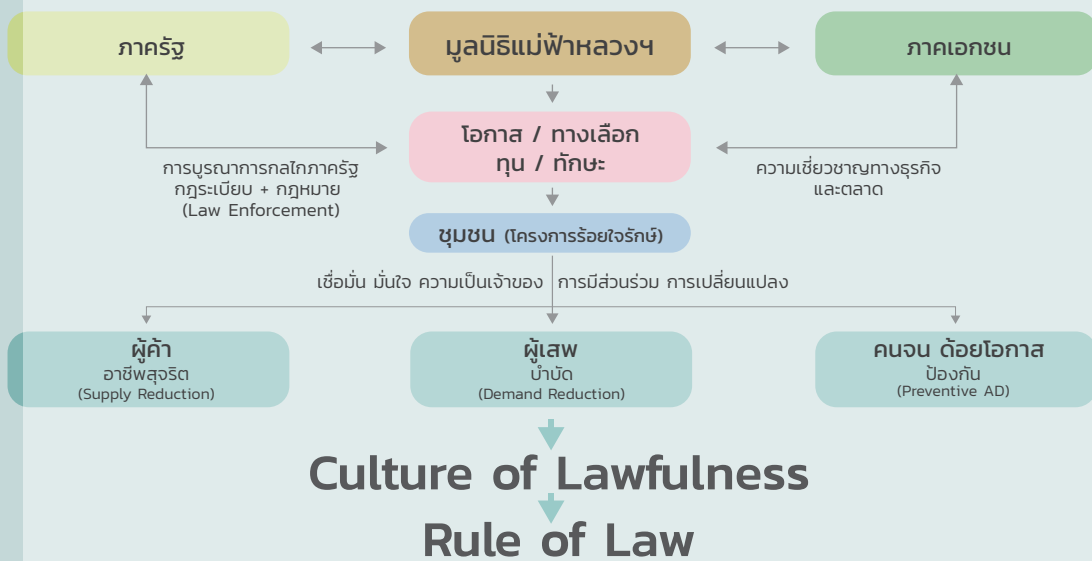 ภาครัฐ
มูลนิธิแม่ฟ้าหลวงฯ
ภาคเอกชน
โอกาส / ทางเลือก
ทุน / ทักษะ
การบูรณาการกลไกภาครัฐ
กฎระเบียบ + กฎหมาย
(Law Enforcement)
ความเชี่ยวชาญทางธุรกิจ
และตลาด
ชุมชน (โครงการร้อยใจรักษ์)
เชื่อมั่น มั่นใจ ความเป็นเจ้าของ การมีส่วนร่วม การเปลี่ยนแปลง
ผู้ค้า
อาชีพสุจริต
(Supply Reduction)
ผู้เสพ
บำบัด
(Demand Reduction)
คนจน ด้อยโอกาส
ป้องกัน
(Preventive AD)
Culture of Lawfulness
Rule of Law